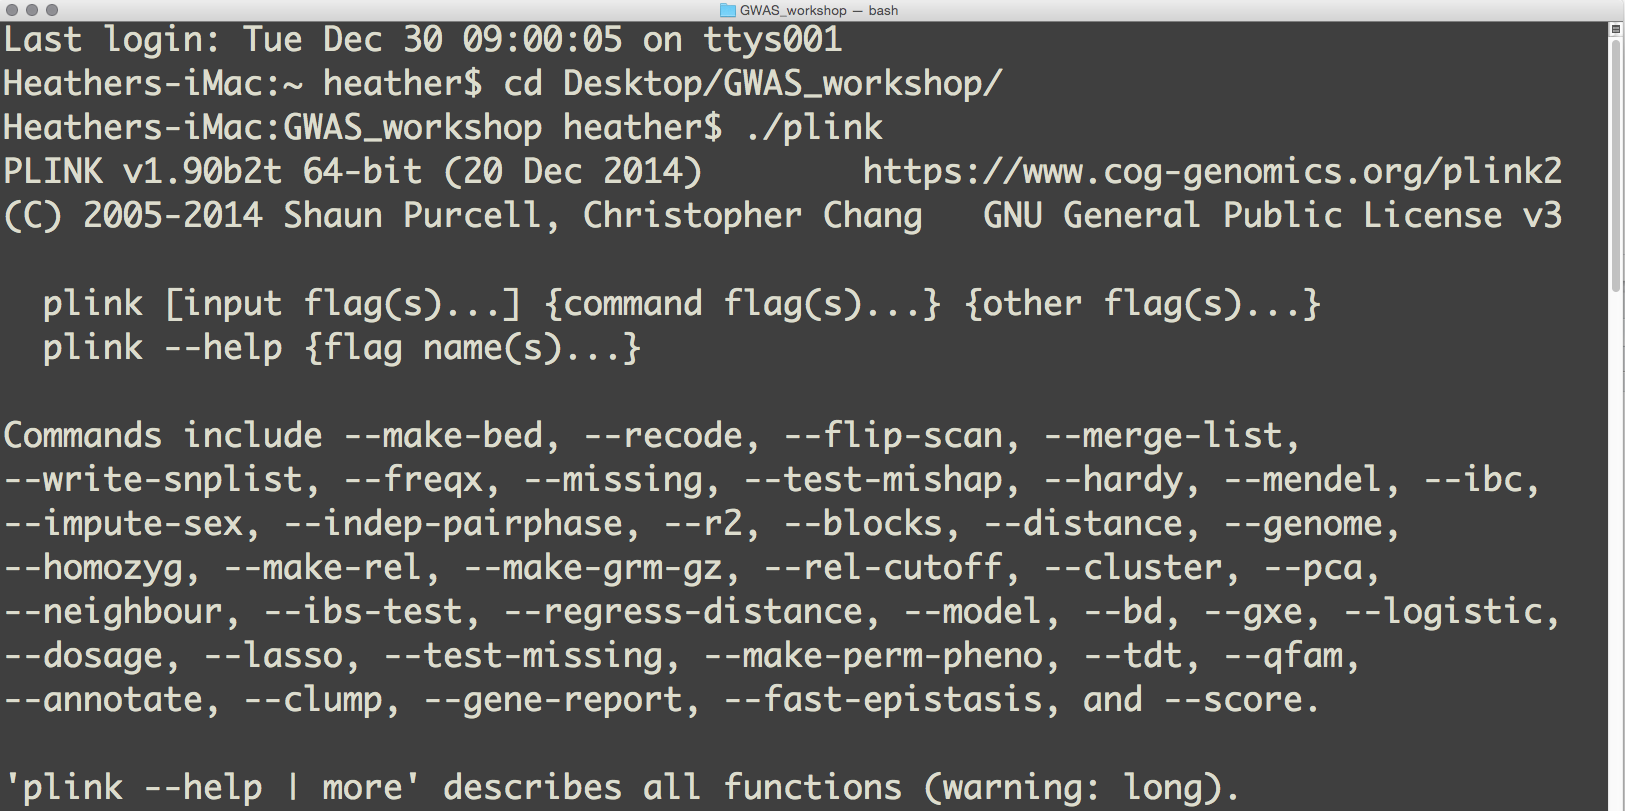 GWAS_workshop — bash
Last login: Tue Dec 30 09:00:05 on ttys001
Heathers-iMac:~ heather$ cd Desktop/GWAS_workshop/
Heathers-iMac:GWAS_workshop heather$ ./plink
PLINK v1.90b2t 64-bit (20 Dec 2014)        https://www.cog-genomics.org/plink2
(C) 2005-2014 Shaun Purcell, Christopher Chang   GNU General Public License v3
  plink [input flag(s)...] {command flag(s)...} {other flag(s)...}
  plink --help {flag name(s)...}
Commands include --make-bed, --recode, --flip-scan, --merge-list,
--write-snplist, --freqx, --missing, --test-mishap, --hardy, --mendel, --ibc,
--impute-sex, --indep-pairphase, --r2, --blocks, --distance, --genome,
--homozyg, --make-rel, --make-grm-gz, --rel-cutoff, --cluster, --pca,
--neighbour, --ibs-test, --regress-distance, --model, --bd, --gxe, --logistic,
--dosage, --lasso, --test-missing, --make-perm-pheno, --tdt, --qfam,
--annotate, --clump, --gene-report, --fast-epistasis, and --score.
'plink --help | more' describes all functions (warning: long).